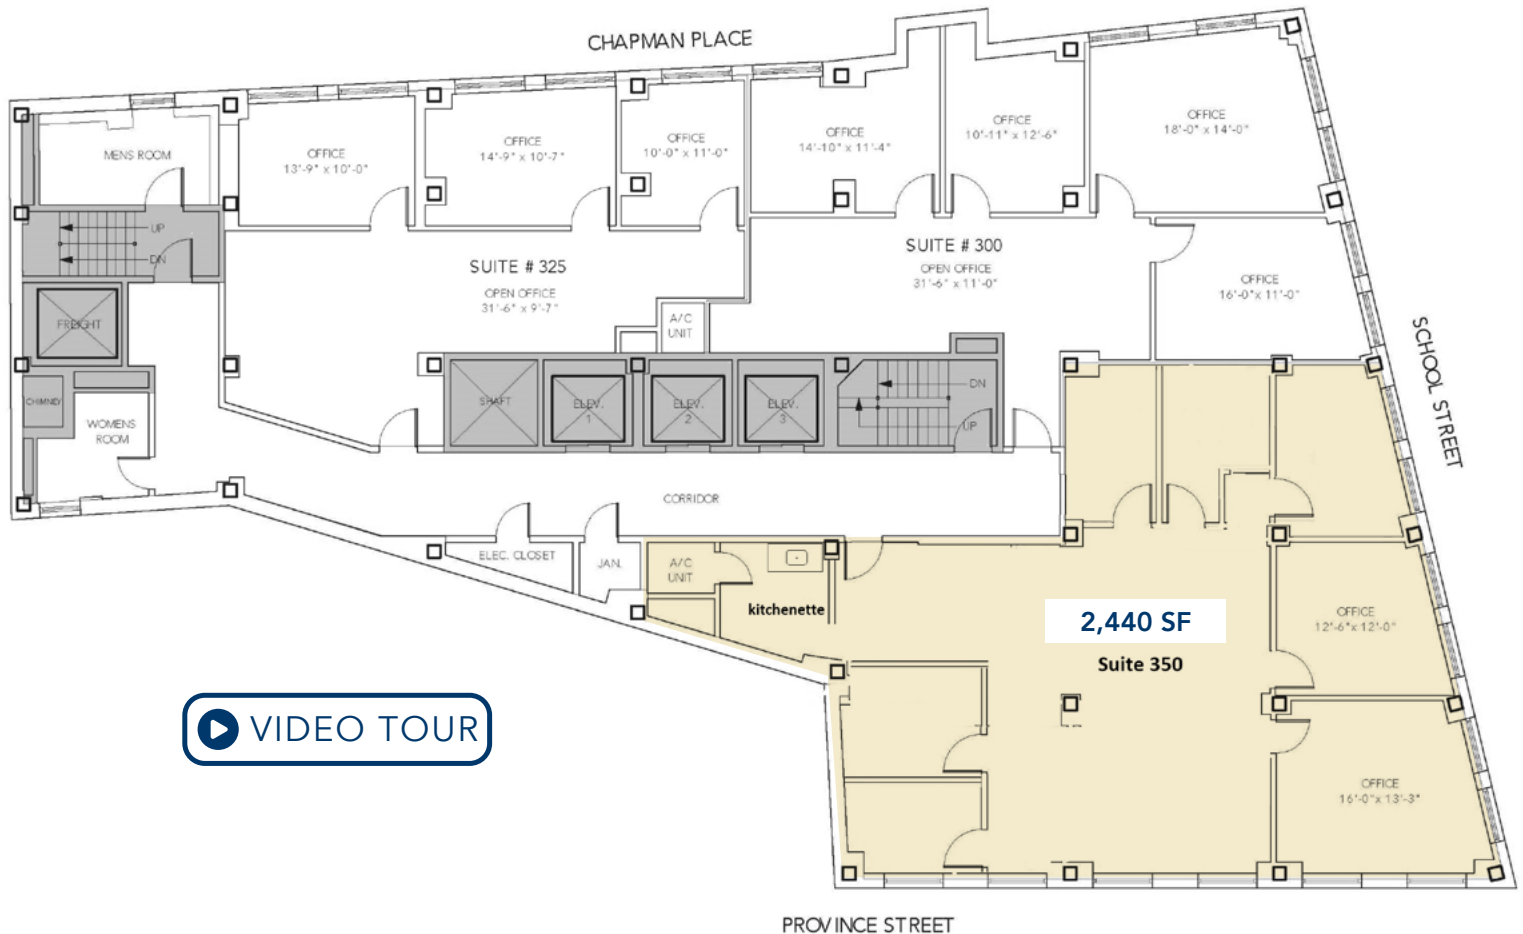 CHAPMAN PLACE
MENS ROOM
OFFICE
13'-9" x 10'-0"
OFFICE
14'-9" x 10'-7"
OFFICE
10'-0" x 11'-0"
OFFICE
14'-10" x 11'-4"
OFFICE
10'-11" x 12'-6"
OFFICE
18'-0" x 14'-0"
UP
DN
SUITE # 325
OPEN OFFICE
31'-6" x 9'-7"
SUITE # 300
OPEN OFFICE
31'-6" x 11'-0"
OFFICE
16'-0"x 11'-0"
FREIGHT
A/C
UNIT
SCHOOL STREET
CHIMNEY
WOMENS
ROOM
SHAFT
ELEV.
1
ELEV.
2
ELEV.
3
DN
UP
CORRIDOR
ELEC. CLOSET
JAN.
A/C
UNIT
kitchenette
2,440 SF
Suite 350
OFFICE
12'-6"x 12'-0"
VIDEO TOUR
OFFICE
16'-0"x 13'-3"
PROVINCE STREET